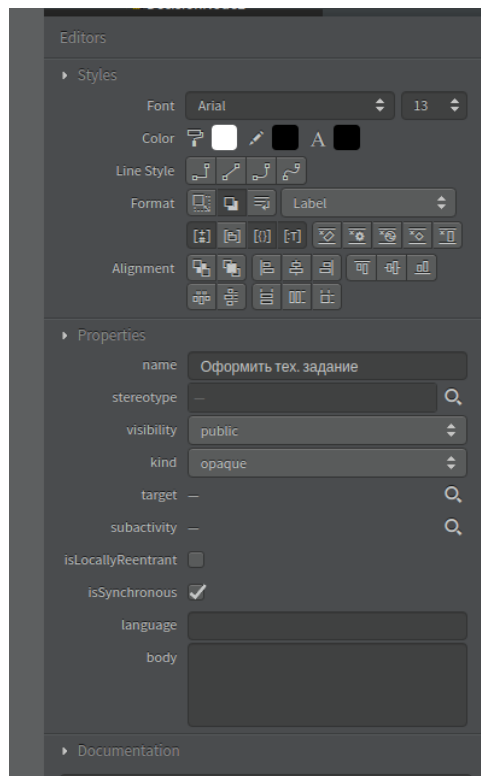 Editors
Styles
Font Arial 13
Color A
Line Style
Format Label
Alignment
Properties
name Оформить тех. задание
stereotype —
visibility public
kind opaque
target —
subactivity —
isLocallyReentrant
isSynchronous
language
body
Documentation